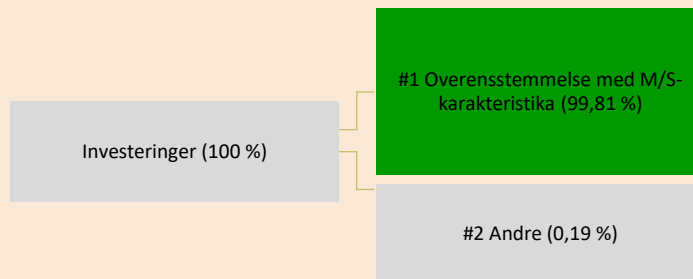 #1 Overensstemmelse med M/S-
karakteristika (99,81 %)
Investeringer (100 %)
#2 Andre (0,19 %)